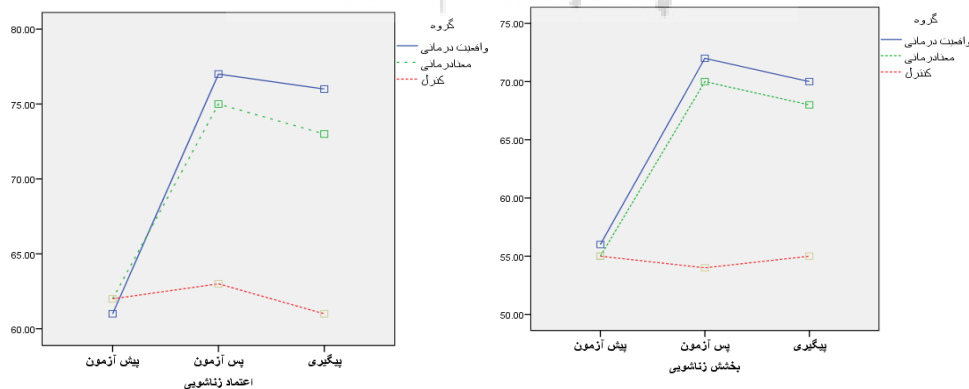 گروه
واقعیت درمانی
معنادرمانی
کنترل
80.00
75.00
70.00
65.00
60.00
پیش آزمون
پس آزمون
پیگیری
اعتماد زناشویی
گروه
واقعیت درمانی
معنادرمانی
کنترل
75.00
70.00
65.00
60.00
55.00
50.00
پیش آزمون
پس آزمون
پیگیری
بخشش زناشویی